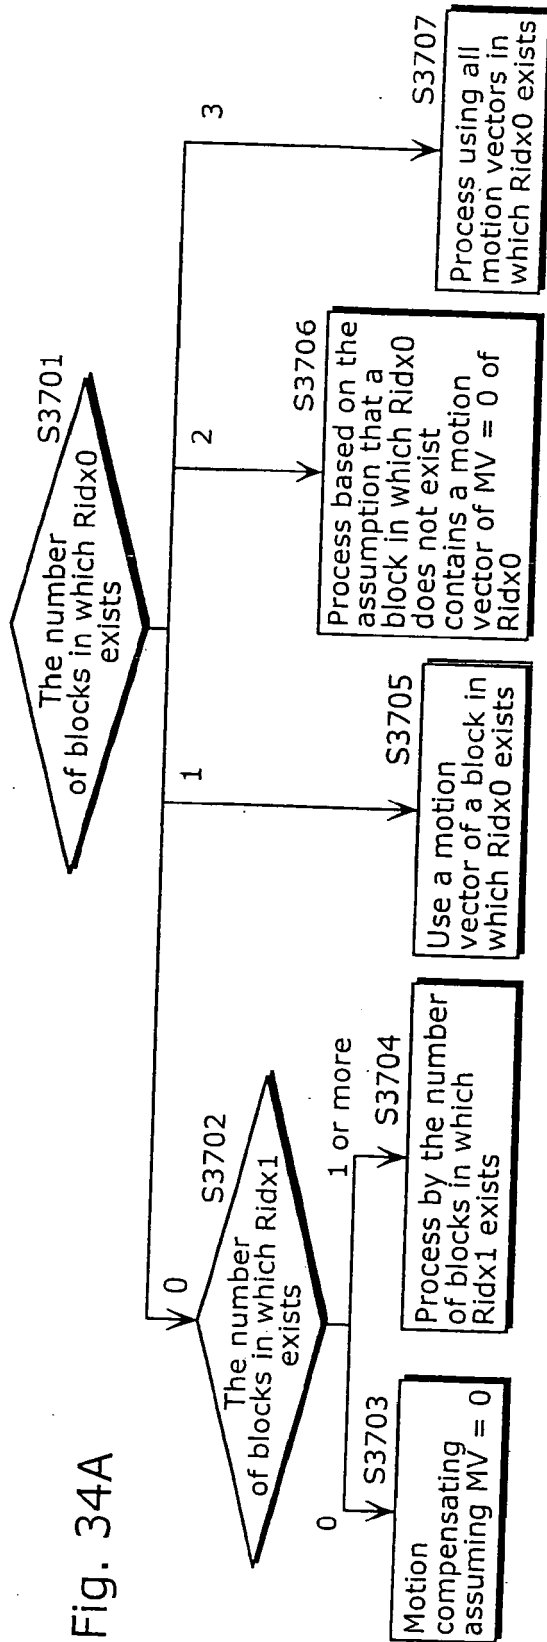 Fig. 34A
S3701
The number
of blocks in which Ridx0
exists
0
1
2
3
S3702
The number
of blocks in which Ridx1
exists
0
1 or more
S3703
Motion
compensating
assuming MV = 0
S3704
Process by the number
of blocks in which
Ridx1 exists
S3705
Use a motion
vector of a block in
which Ridx0 exists
S3706
Process based on the
assumption that a
block in which Ridx0
does not exist
contains a motion
vector of MV = 0 of
Ridx0
S3707
Process using all
motion vectors in
which Ridx0 exists